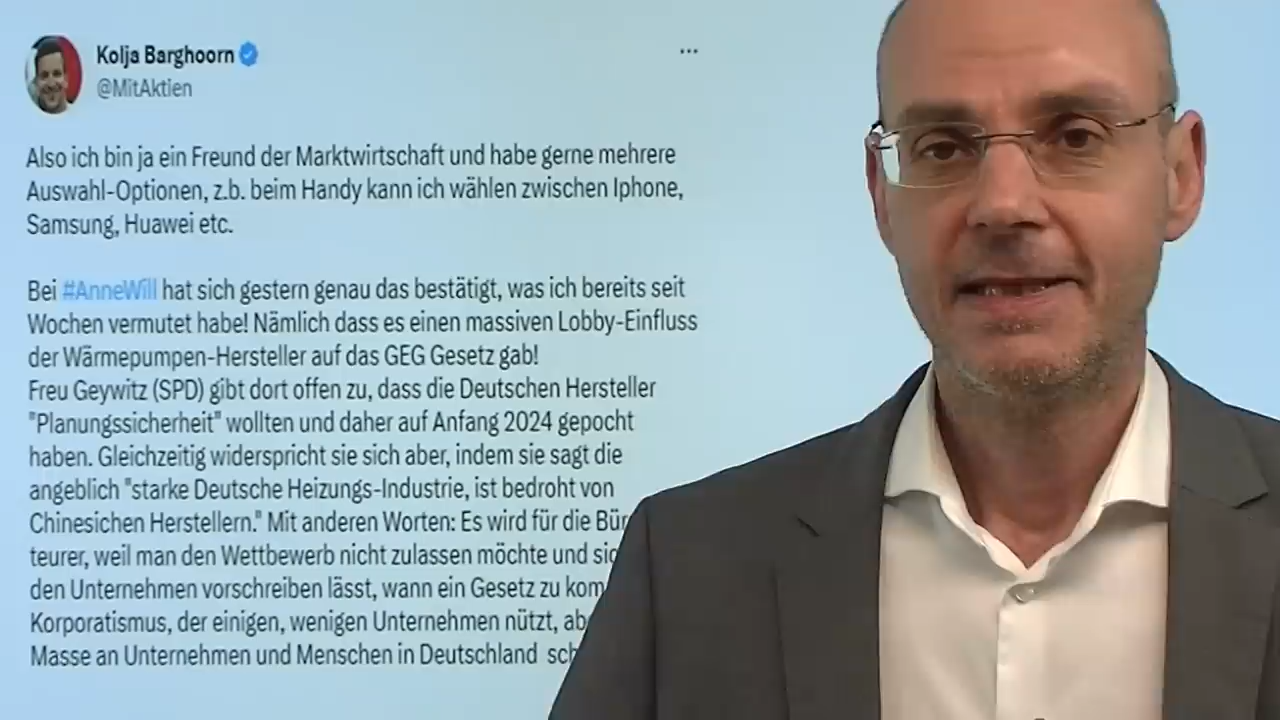 Kolja Barghoorn
@MitAktien
Also ich bin ja ein Freund der Marktwirtschaft und habe gerne mehrere
Auswahl-Optionen, z.b. beim Handy kann ich wählen zwischen Iphone,
Samsung, Huawei etc.
Bei #AnneWill hat sich gestern genau das bestätigt, was ich bereits seit
Wochen vermutet habe! Nämlich dass es einen massiven Lobby-Einfluss
der Wärmepumpen-Hersteller auf das GEG Gesetz gab!
Freu Geywitz (SPD) gibt dort offen zu, dass die Deutschen Hersteller
"Planungssicherheit" wollten und daher auf Anfang 2024 gepocht
haben. Gleichzeitig widerspricht sie sich aber, indem sie sagt die
angeblich "starke Deutsche Heizungs-Industrie, ist bedroht von
Chinesichen Herstellern." Mit anderen Worten: Es wird für die
teurer, weil man den Wettbewerb nicht zulassen möchte und
den Unternehmen vorschreiben lässt, wann ein Gesetz zu
Korporatismus, der einigen, wenigen Unternehmen nützt,
Masse an Unternehmen und Menschen in Deutschland